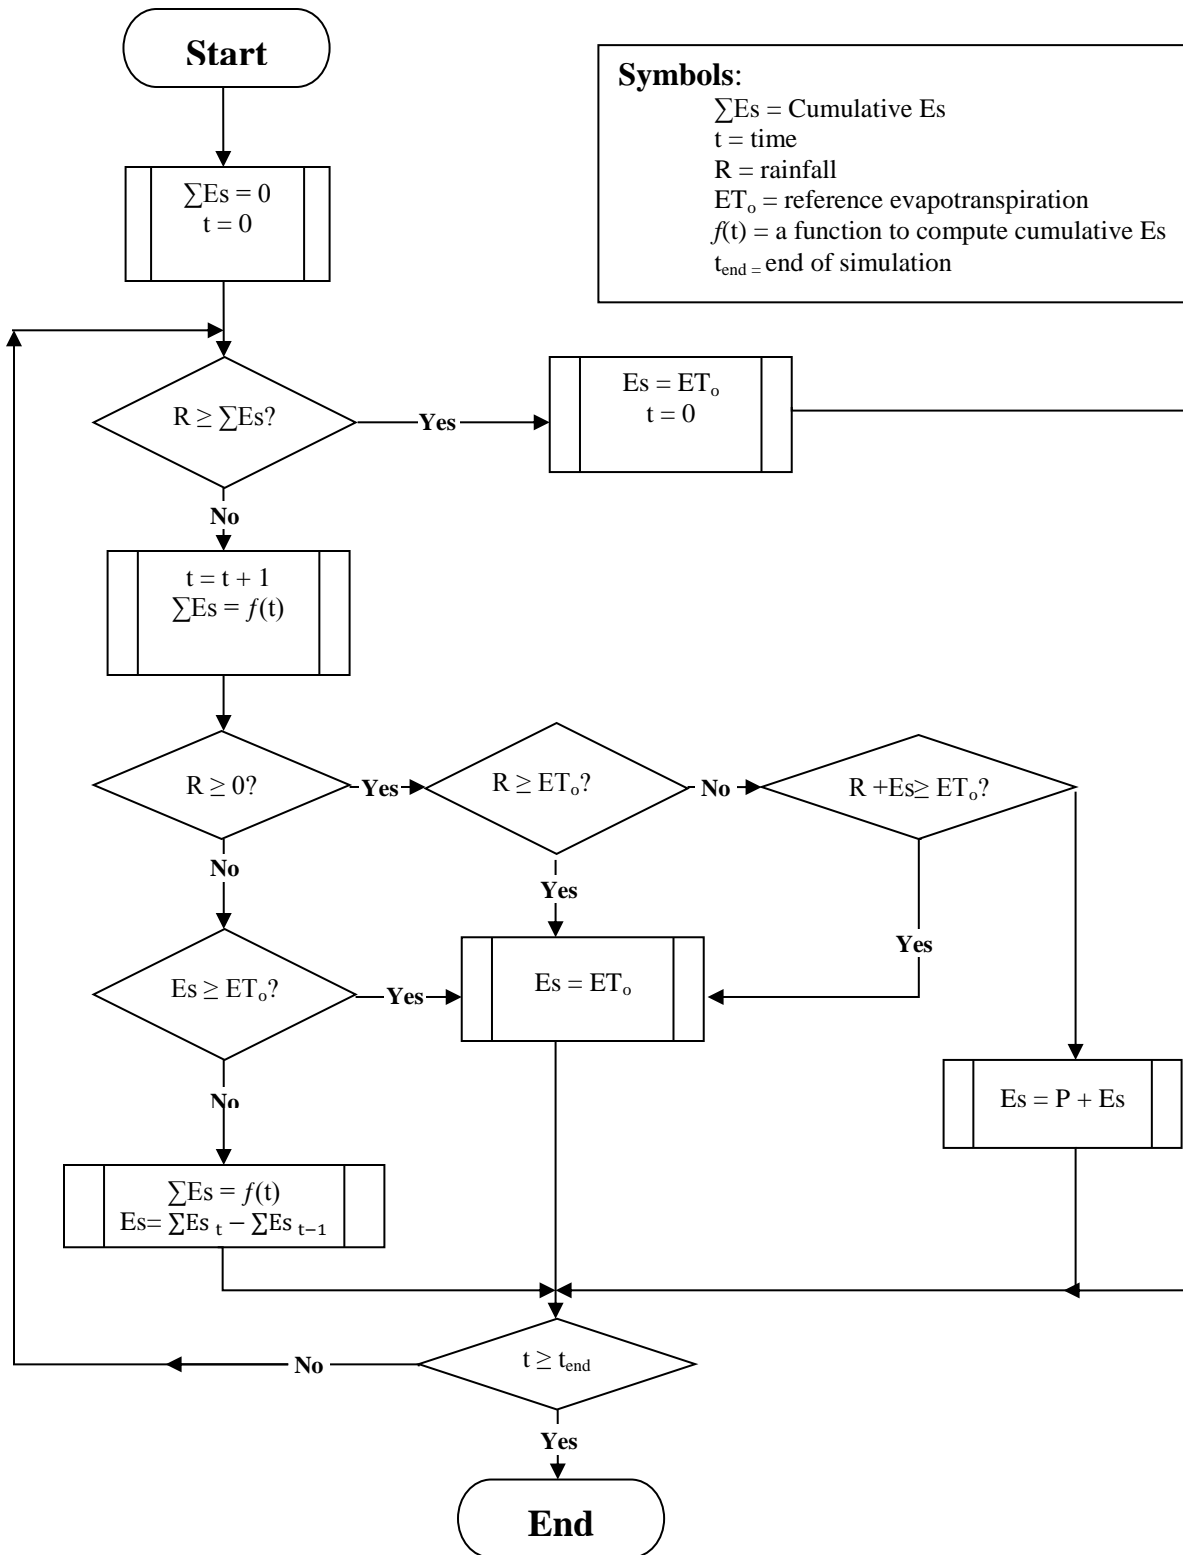 Start
Symbols:
∑Es = Cumulative Es
t = time
R = rainfall
ETo = reference evapotranspiration
f(t) = a function to compute cumulative Es
tend = end of simulation
∑Es = 0
t = 0
R ≥ ∑Es?
Yes
Es = ETo
t = 0
No
t = t + 1
∑Es = f(t)
R ≥ 0?
Yes
R ≥ ETo?
No
R +Es≥ ETo?
No
Yes
Yes
Es ≥ ETo?
Yes
Es = ETo
No
Es = P + Es
∑Es = f(t)
Es= ∑Es t − ∑Es t−1
t ≥ tend
No
Yes
End